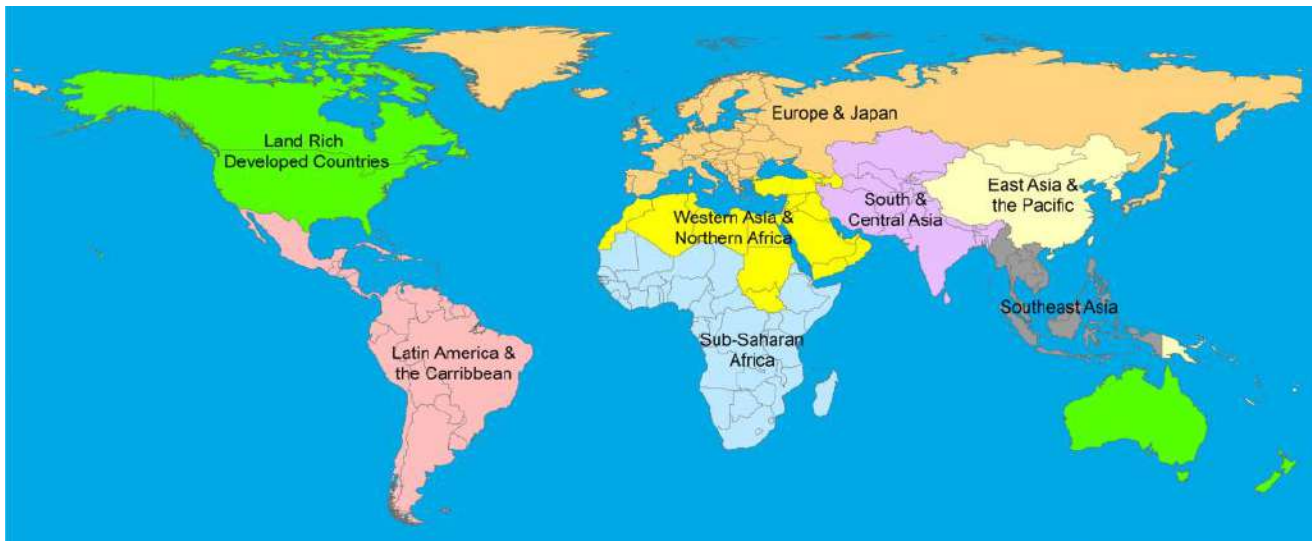 Land Rich
Developed Countries
Europe & Japan
East Asia &
the Pacific
South &
Central Asia
Western Asia &
Northern Africa
Southeast Asia
Sub-Saharan
Africa
Latin America &
the Carribbean